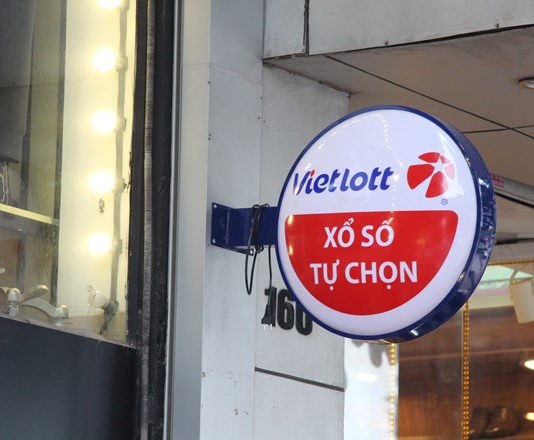 Vietlott
®
XỔ SỐ
TỰ CHỌN
160